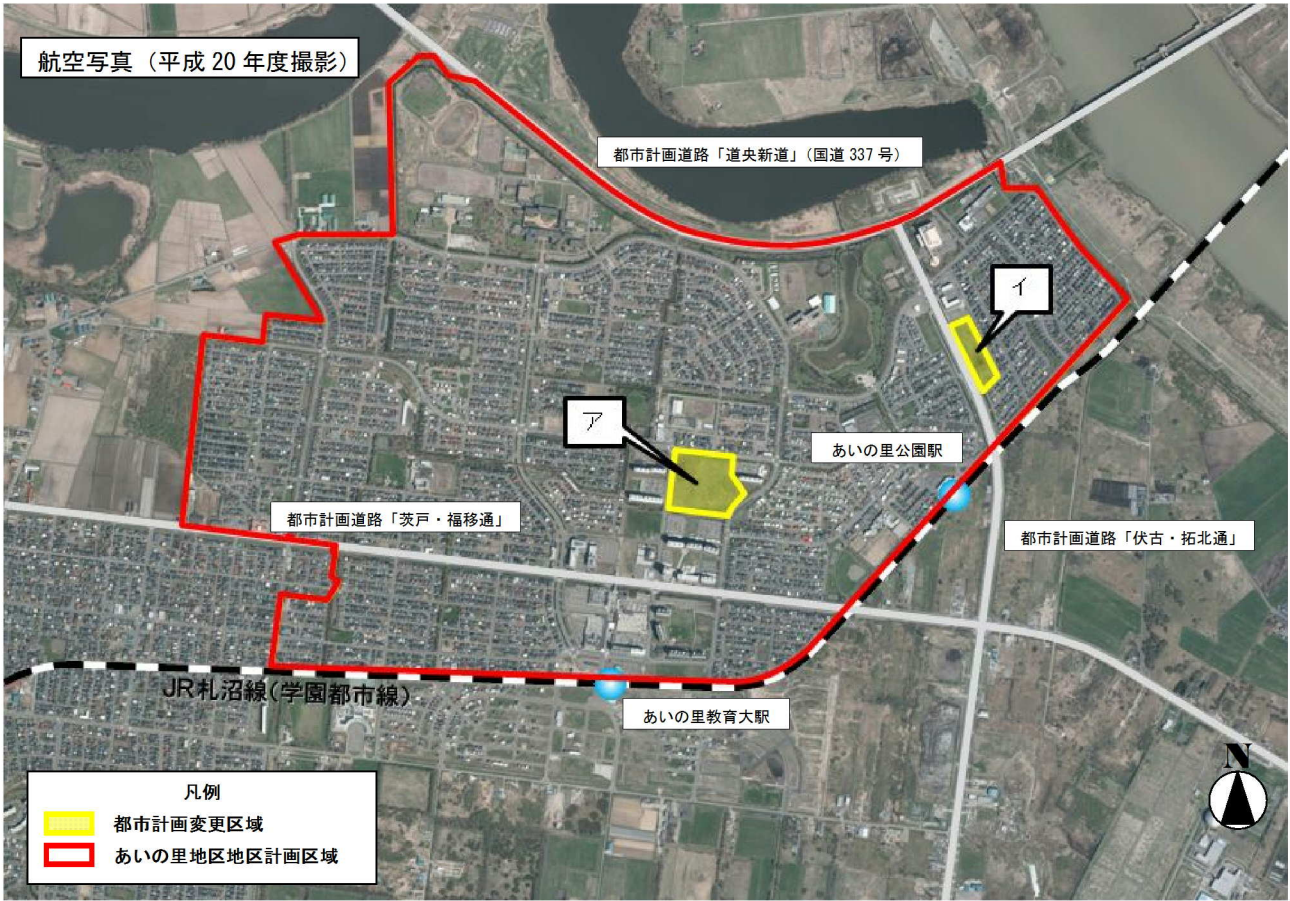 航空写真（平成20年度撮影）
都市計画道路「道央新道」（国道337号）
イ
ア
あいの里公園駅
都市計画道路「茨戸・福移通」
都市計画道路「伏古・拓北通」
JR札沼線(学園都市線)
あいの里教育大駅
N
凡例
都市計画変更区域
あいの里地区地区計画区域